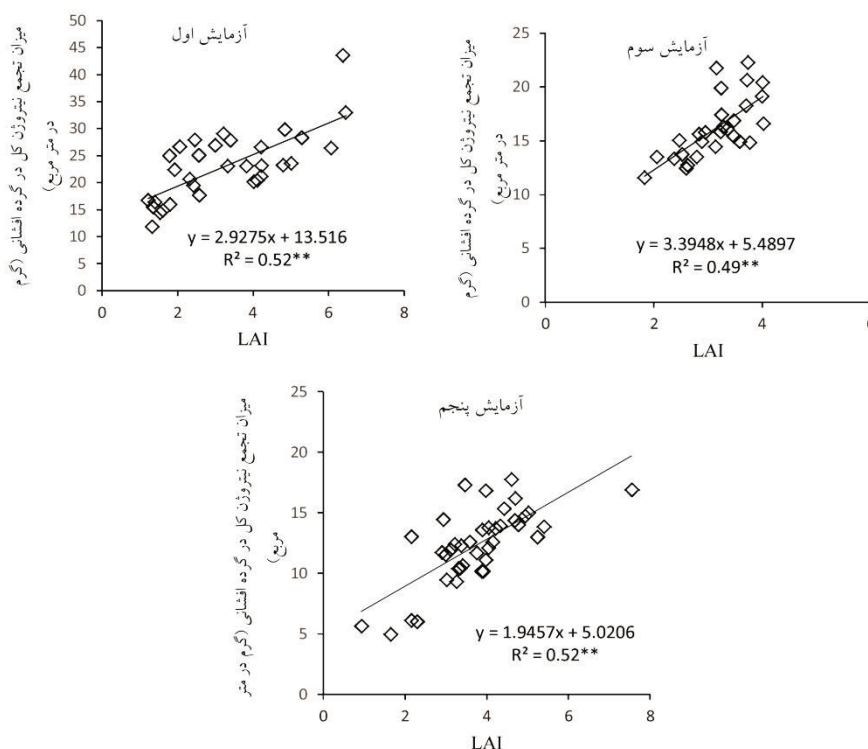 آزمایش اول
میزان تجمع نیتروژن کل در گرده افشانی (گرم
در متر مربع)
50
45
40
35
30
25
20
15
10
5
0
y = 2.9275x + 13.516
R² = 0.52**
0 2 4 6 8
LAI
آزمایش سوم
میزان تجمع نیتروژن کل در گرده افشانی (گرم
در متر مربع)
25
20
15
10
5
0
y = 3.3948x + 5.4897
R² = 0.49**
0 2 4 6
LAI
آزمایش پنجم
میزان تجمع نیتروژن کل در گرده افشانی (گرم در متر
مربع)
25
20
15
10
5
0
y = 1.9457x + 5.0206
R² = 0.52**
0 2 4 6 8
LAI